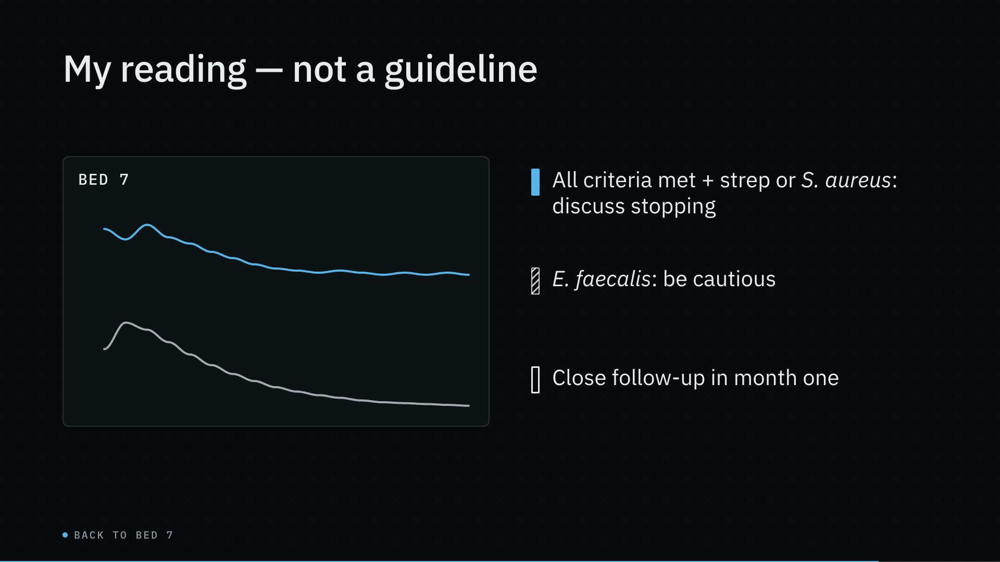 My reading — not a guideline
BED 7
All criteria met + strep or S. aureus:
discuss stopping
E. faecalis: be cautious
Close follow-up in month one
BACK TO BED 7